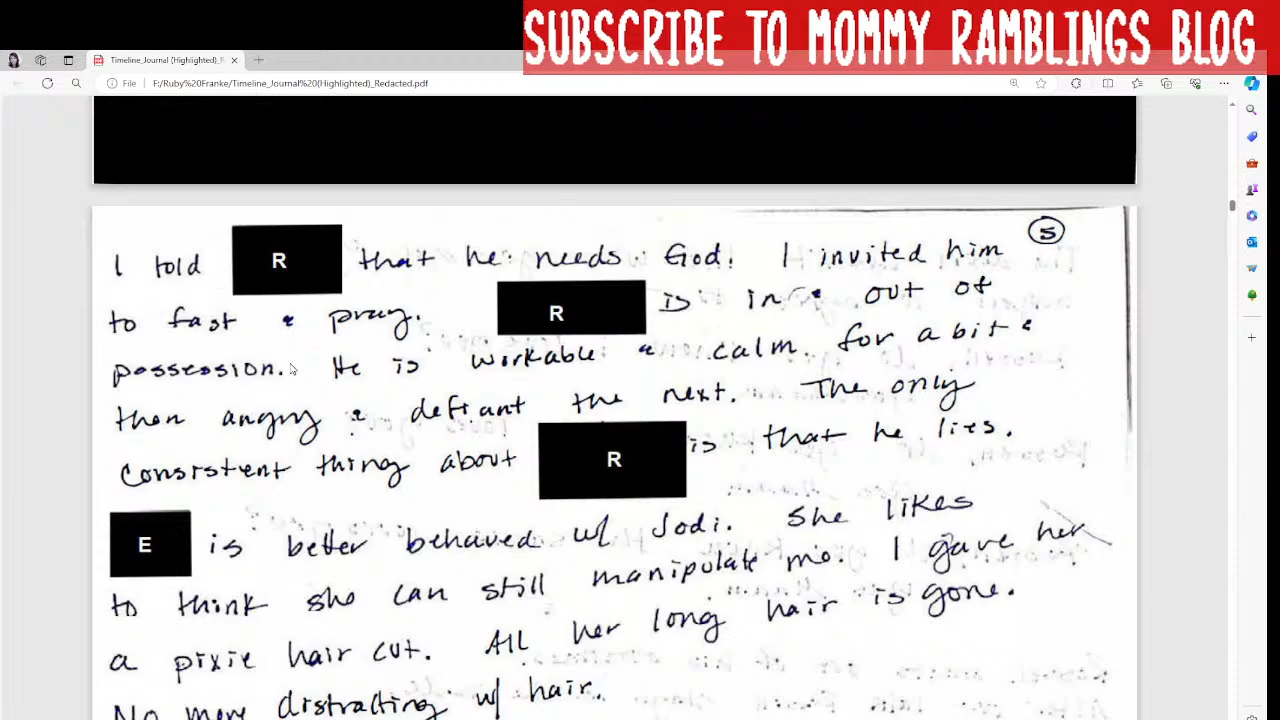 SUBSCRIBE TO MOMMY RAMBLINGS BLOG
Timeline_Journal (Highlighted)_R
File F:/Ruby%20Franke/Timeline_Journal%20(Highlighted)_Redacted.pdf
5
I told R that he needs God. I invited him
to fast & pray. R is in & out of
possession. He is workable & calm for a bit &
then angry & defiant the next. The only
consistent thing about R is that he lies.
E is better behaved w/ Jodi. She likes
to think she can still manipulate me. I gave her
a pixie hair cut. All her long hair is gone.
No more distracting w/ hair.